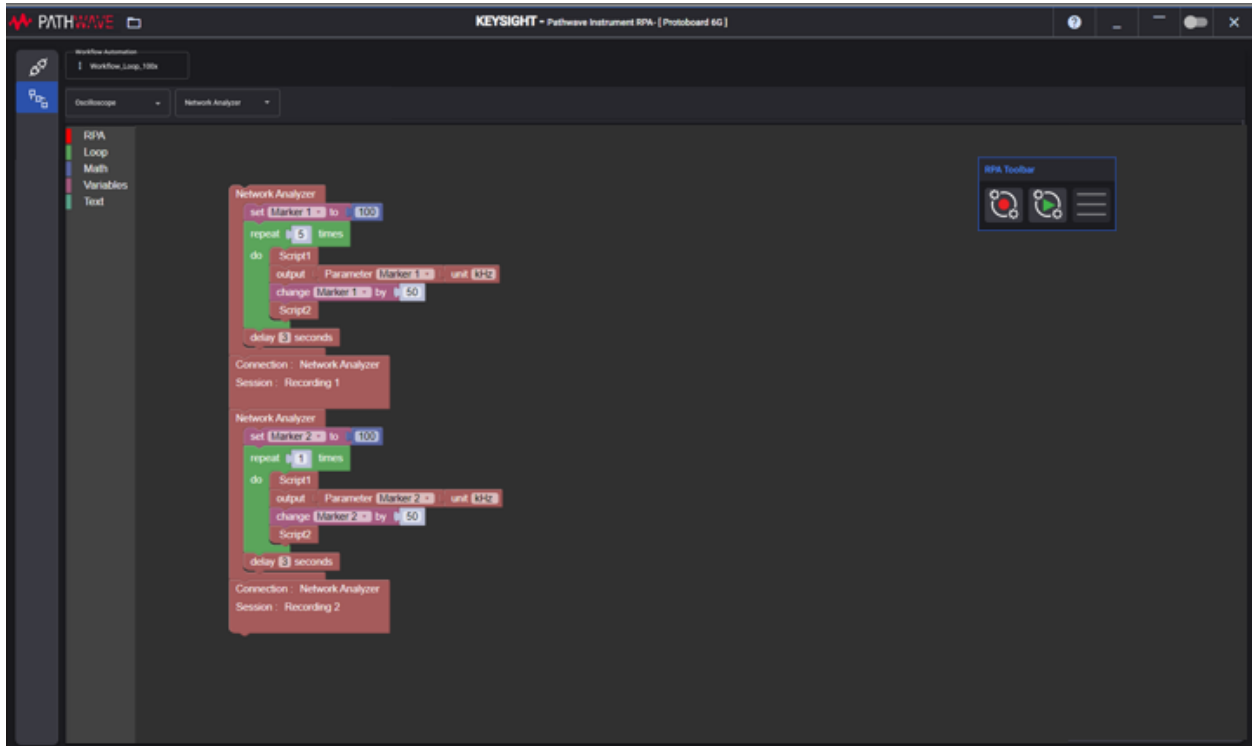 PATHWAVE
KEYSIGHT - Pathwave Instrument RPA- [ Protoboard 6G ]
?
Workflow Automation
Workflow_Loop_100x
Oscilloscope
Network Analyzer
RPA
Loop
Math
Variables
Text
RPA Toolbar
Network Analyzer
set Marker 1 to 100
repeat 5 times
do Script1
output Parameter Marker 1 unit kHz
change Marker 1 by 50
Script2
delay 3 seconds
Connection : Network Analyzer
Session : Recording 1
Network Analyzer
set Marker 2 to 100
repeat 1 times
do Script1
output Parameter Marker 2 unit kHz
change Marker 2 by 50
Script2
delay 3 seconds
Connection : Network Analyzer
Session : Recording 2